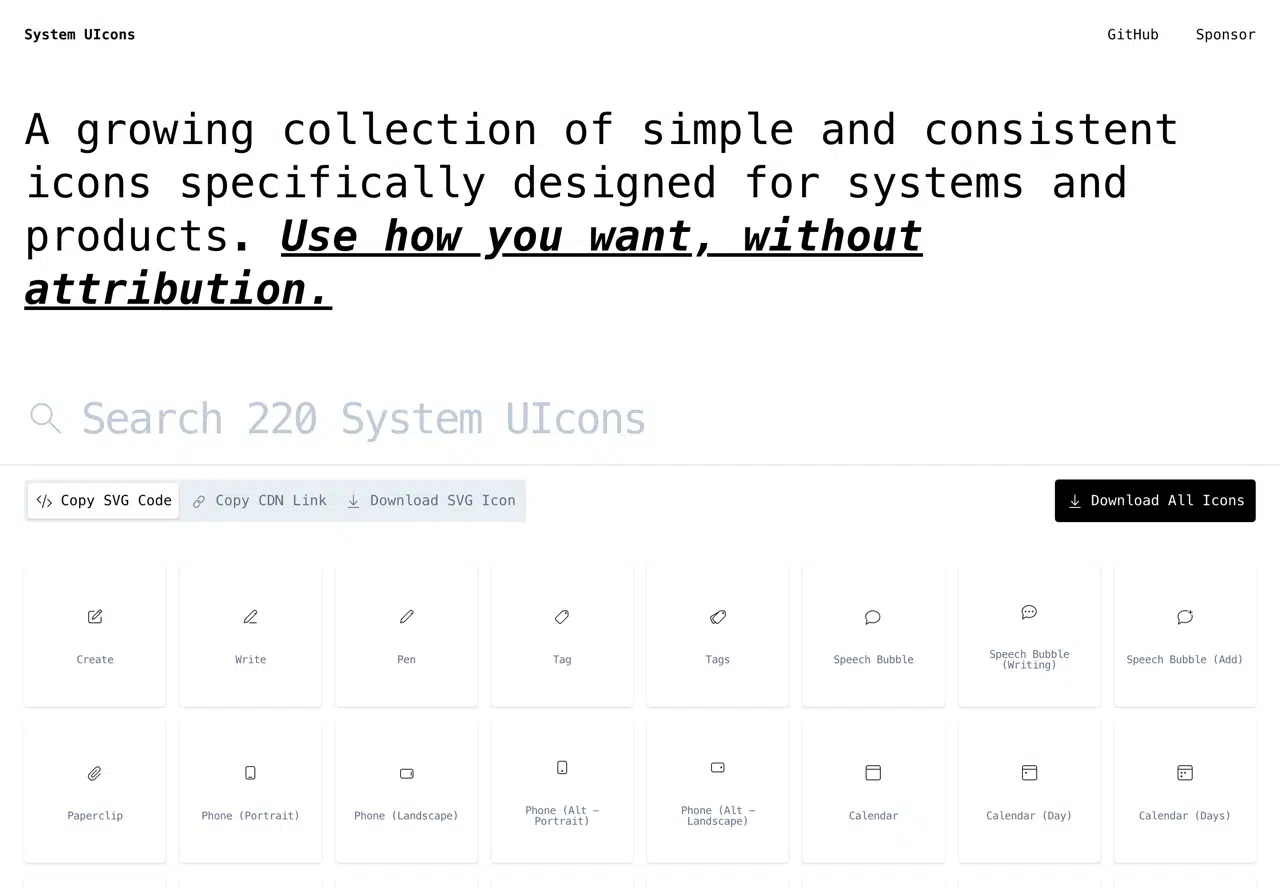 System UIcons
GitHub
Sponsor
A growing collection of simple and consistent
icons specifically designed for systems and
products. Use how you want, without
attribution.
Search 220 System UIcons
Copy SVG Code
Copy CDN Link
Download SVG Icon
Download All Icons
Create
Write
Pen
Tag
Tags
Speech Bubble
Speech Bubble
(Writing)
Speech Bubble (Add)
Paperclip
Phone (Portrait)
Phone (Landscape)
Phone (Alt -
Portrait)
Phone (Alt -
Landscape)
Calendar
Calendar (Day)
Calendar (Days)